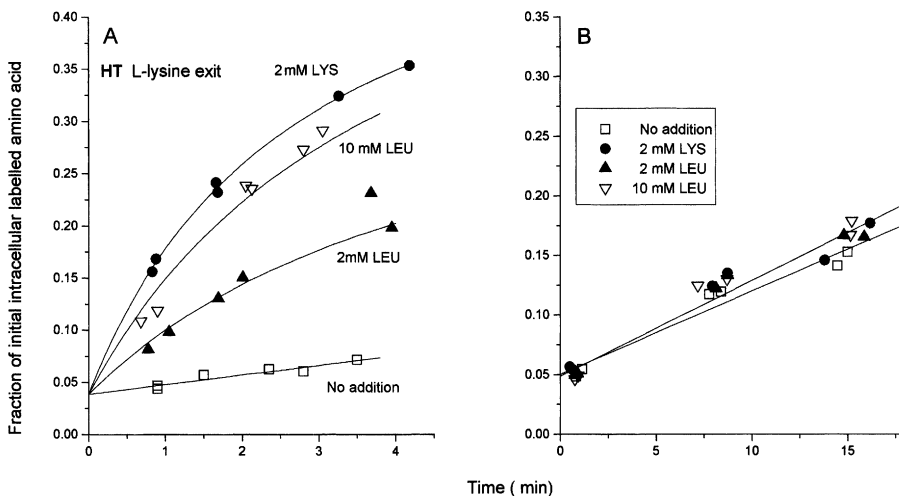 Fraction of initial intracellular labelled amino acid
0.40
0.35
0.30
0.25
0.20
0.15
0.10
0.05
0.00
A
HT L-lysine exit
2mM LYS
10 mM LEU
2mM LEU
No addition
0
1
2
3
4
0.35
0.30
0.25
0.20
0.15
0.10
0.05
0.00
B
No addition
2 mM LYS
2 mM LEU
10 mM LEU
0
5
10
15
Time ( min)